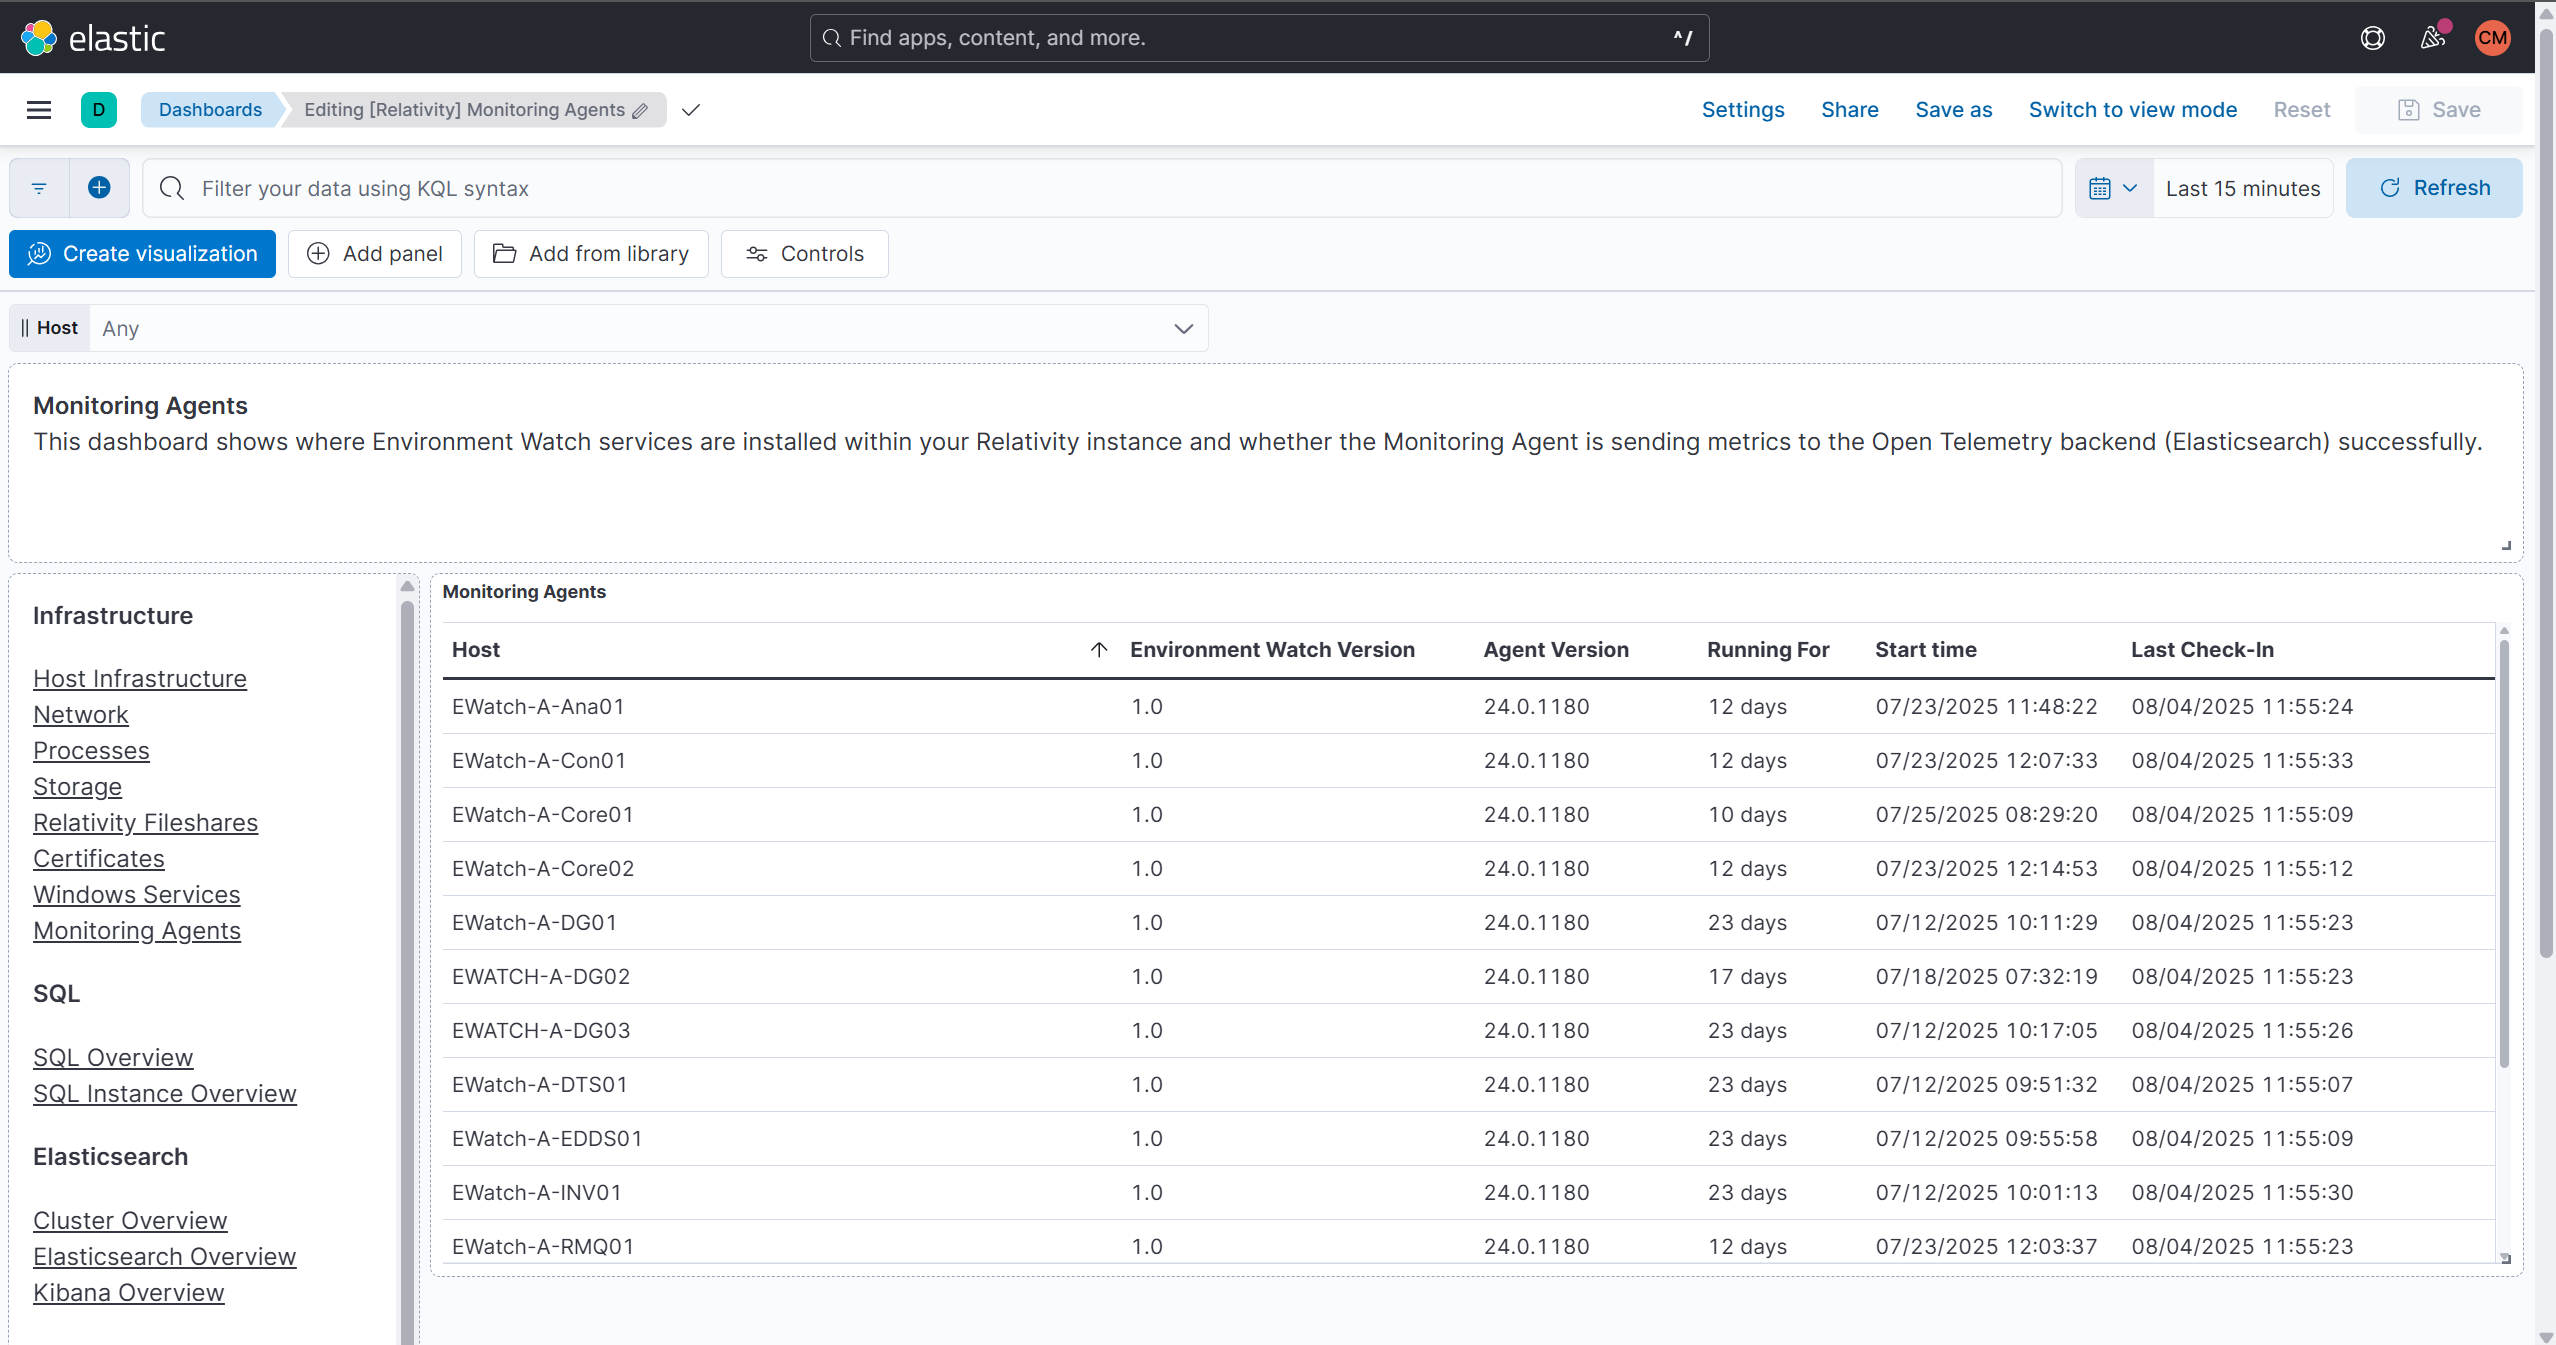 elastic
Find apps, content, and more.
^/
CM
D
Dashboards
Editing [Relativity] Monitoring Agents
Settings
Share
Save as
Switch to view mode
Reset
Save
Filter your data using KQL syntax
Last 15 minutes
Refresh
Create visualization
Add panel
Add from library
Controls
Host
Any
Monitoring Agents
This dashboard shows where Environment Watch services are installed within your Relativity instance and whether the Monitoring Agent is sending metrics to the Open Telemetry backend (Elasticsearch) successfully.
Infrastructure
Host Infrastructure
Network
Processes
Storage
Relativity Fileshares
Certificates
Windows Services
Monitoring Agents
SQL
SQL Overview
SQL Instance Overview
Elasticsearch
Cluster Overview
Elasticsearch Overview
Kibana Overview
Monitoring Agents
Host Environment Watch Version Agent Version Running For Start time Last Check-In
EWatch-A-Ana01 1.0 24.0.1180 12 days 07/23/2025 11:48:22 08/04/2025 11:55:24
EWatch-A-Con01 1.0 24.0.1180 12 days 07/23/2025 12:07:33 08/04/2025 11:55:33
EWatch-A-Core01 1.0 24.0.1180 10 days 07/25/2025 08:29:20 08/04/2025 11:55:09
EWatch-A-Core02 1.0 24.0.1180 12 days 07/23/2025 12:14:53 08/04/2025 11:55:12
EWatch-A-DG01 1.0 24.0.1180 23 days 07/12/2025 10:11:29 08/04/2025 11:55:23
EWATCH-A-DG02 1.0 24.0.1180 17 days 07/18/2025 07:32:19 08/04/2025 11:55:23
EWATCH-A-DG03 1.0 24.0.1180 23 days 07/12/2025 10:17:05 08/04/2025 11:55:26
EWatch-A-DTS01 1.0 24.0.1180 23 days 07/12/2025 09:51:32 08/04/2025 11:55:07
EWatch-A-EDDS01 1.0 24.0.1180 23 days 07/12/2025 09:55:58 08/04/2025 11:55:09
EWatch-A-INV01 1.0 24.0.1180 23 days 07/12/2025 10:01:13 08/04/2025 11:55:30
EWatch-A-RMQ01 1.0 24.0.1180 12 days 07/23/2025 12:03:37 08/04/2025 11:55:23